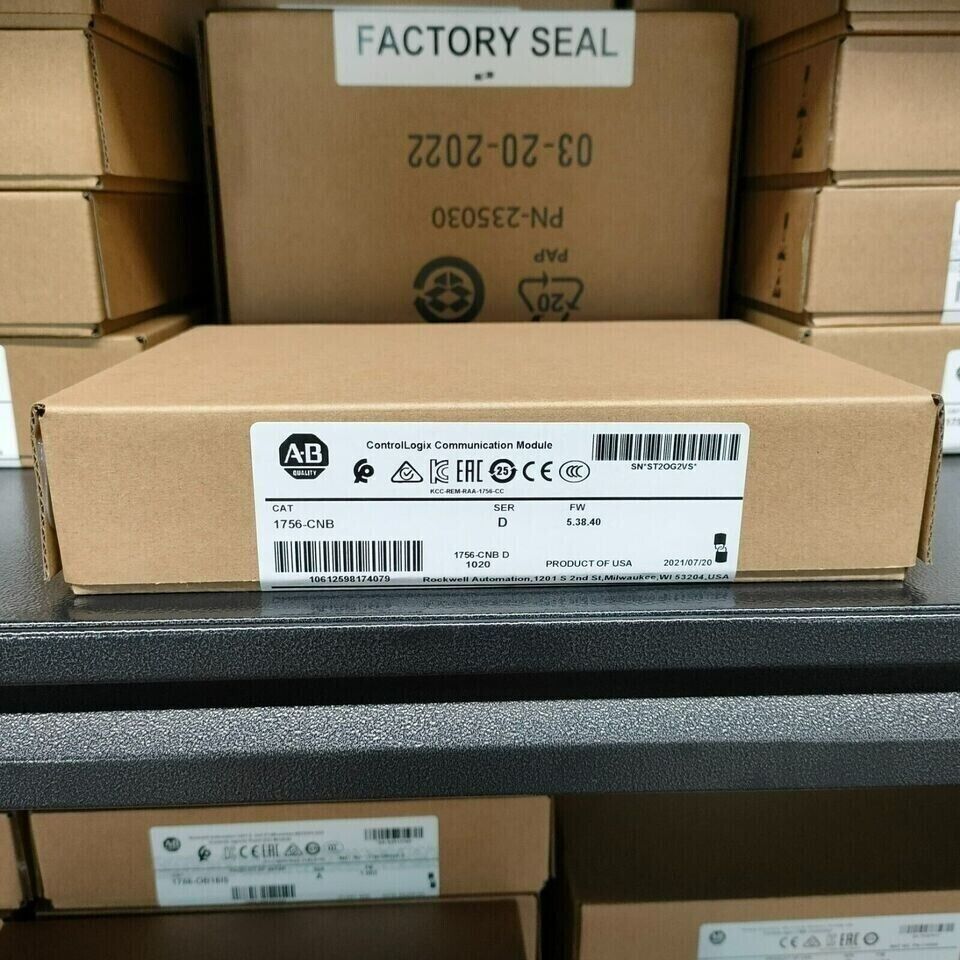 FACTORY SEAL
03-20-2022
PN-235030
PAP
20
A-B
QUALITY
ControlLogix Communication Module
KCC-REM-RAA-1756-CC
25
CCC
SN*ST2OG2VS*
CAT
SER
FW
1756-CNB
D
5.38.40
1756-CNB D
1020
PRODUCT OF USA
2021/07/20
10612598174079
Rockwell Automation,1201 S 2nd St,Milwaukee,WI 53204,USA
A-B
A